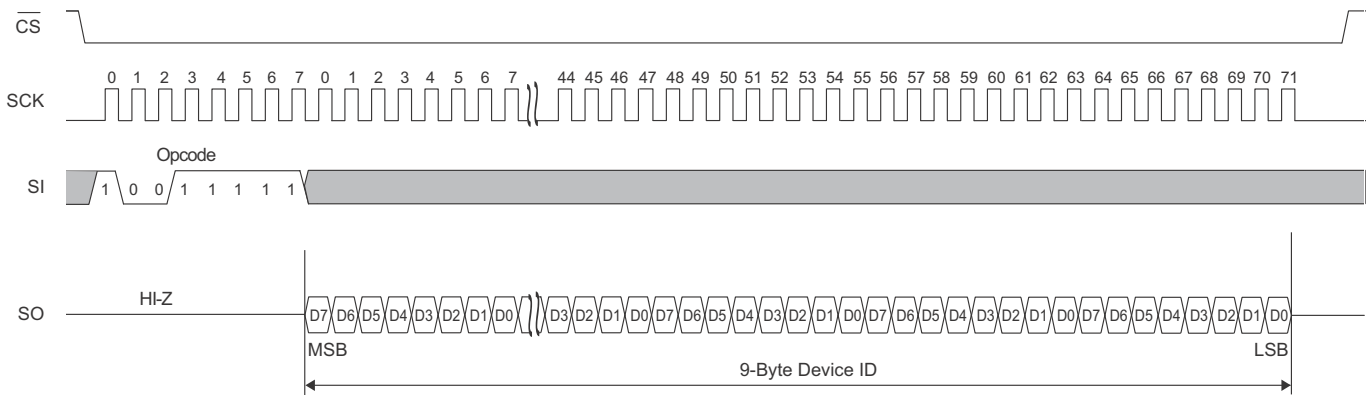 CS
0 1 2 3 4 5 6 7 0 1 2 3 4 5 6 7 44 45 46 47 48 49 50 51 52 53 54 55 56 57 58 59 60 61 62 63 64 65 66 67 68 69 70 71
SCK
Opcode
SI 1 0 0 1 1 1 1 1
HI-Z
SO D7 D6 D5 D4 D3 D2 D1 D0 D3 D2 D1 D0 D7 D6 D5 D4 D3 D2 D1 D0 D7 D6 D5 D4 D3 D2 D1 D0 D7 D6 D5 D4 D3 D2 D1 D0
MSB LSB
9-Byte Device ID